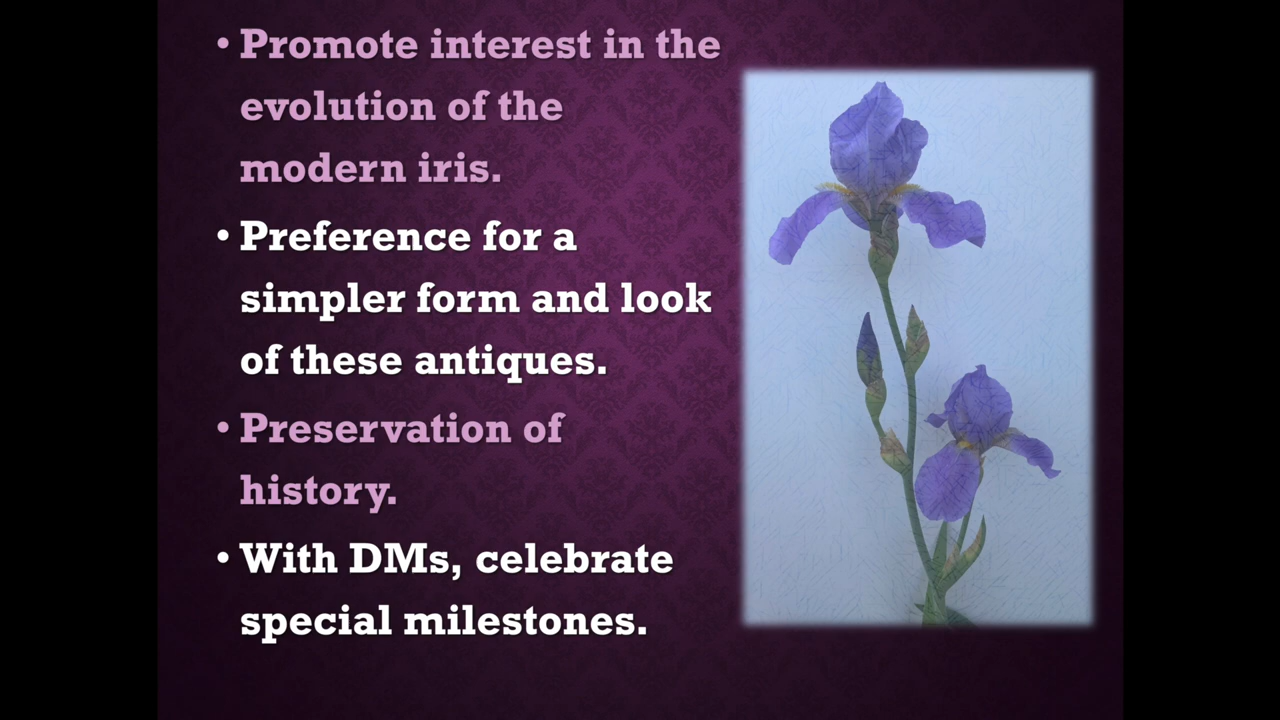 • Promote interest in the
evolution of the
modern iris.
• Preference for a
simpler form and look
of these antiques.
• Preservation of
history.
• With DMs, celebrate
special milestones.